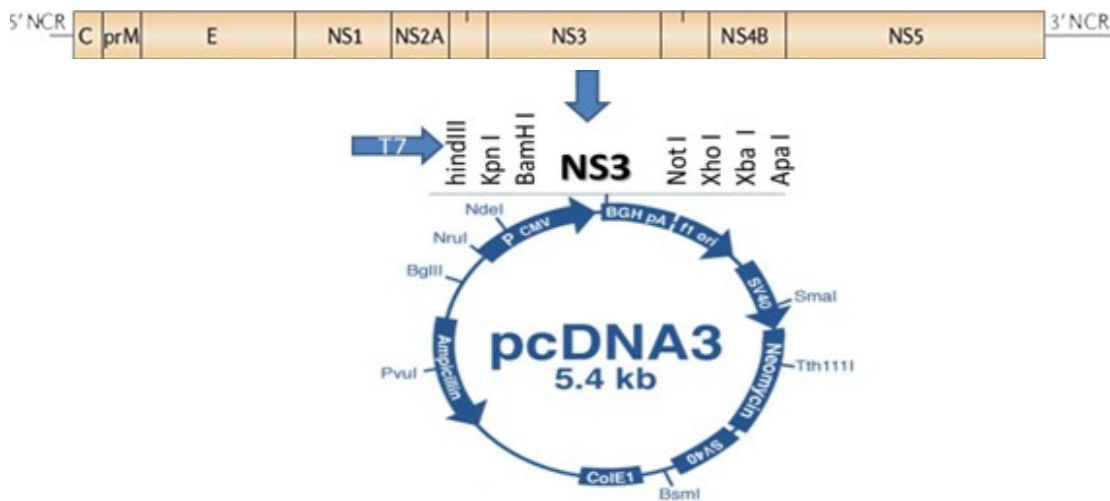 5' NCR C prM E NS1 NS2A NS3 NS4B NS5 3' NCR
T7 hindIII Kpn I BamH I NS3 Not I Xho I Xba I Apa I
NdeI P CMV BGH pA f1 ori
NruI
BglII SV40 SmaI
pcDNA3
5.4 kb
Ampicillin PvuI Neomycin Tth111I
SV40
ColE1 BsmI